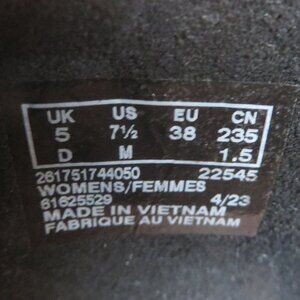 UK US EU CN
5 7½ 38 235
D M 1.5
261751744050 22545
WOMENS/FEMMES
61625529 4/23
MADE IN VIETNAM
FABRIQUE AU VIETNAM